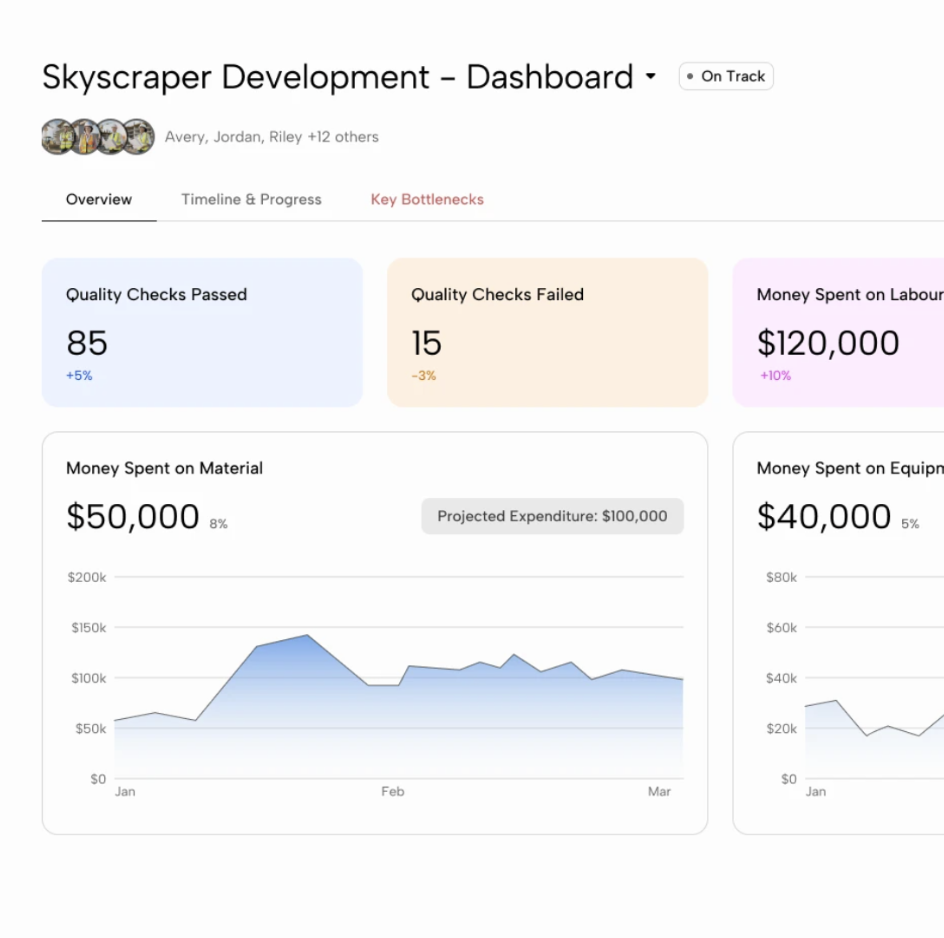 Skyscraper Development - Dashboard
On Track
Avery, Jordan, Riley +12 others
Overview
Timeline & Progress
Key Bottlenecks
Quality Checks Passed
85
+5%
Quality Checks Failed
15
-3%
Money Spent on Labour
$120,000
+10%
Money Spent on Material
$50,000 8%
Projected Expenditure: $100,000
$200k
$150k
$100k
$50k
$0
Jan Feb Mar
Money Spent on
$40,000 5%
$80k
$60k
$40k
$20k
$0
Jan